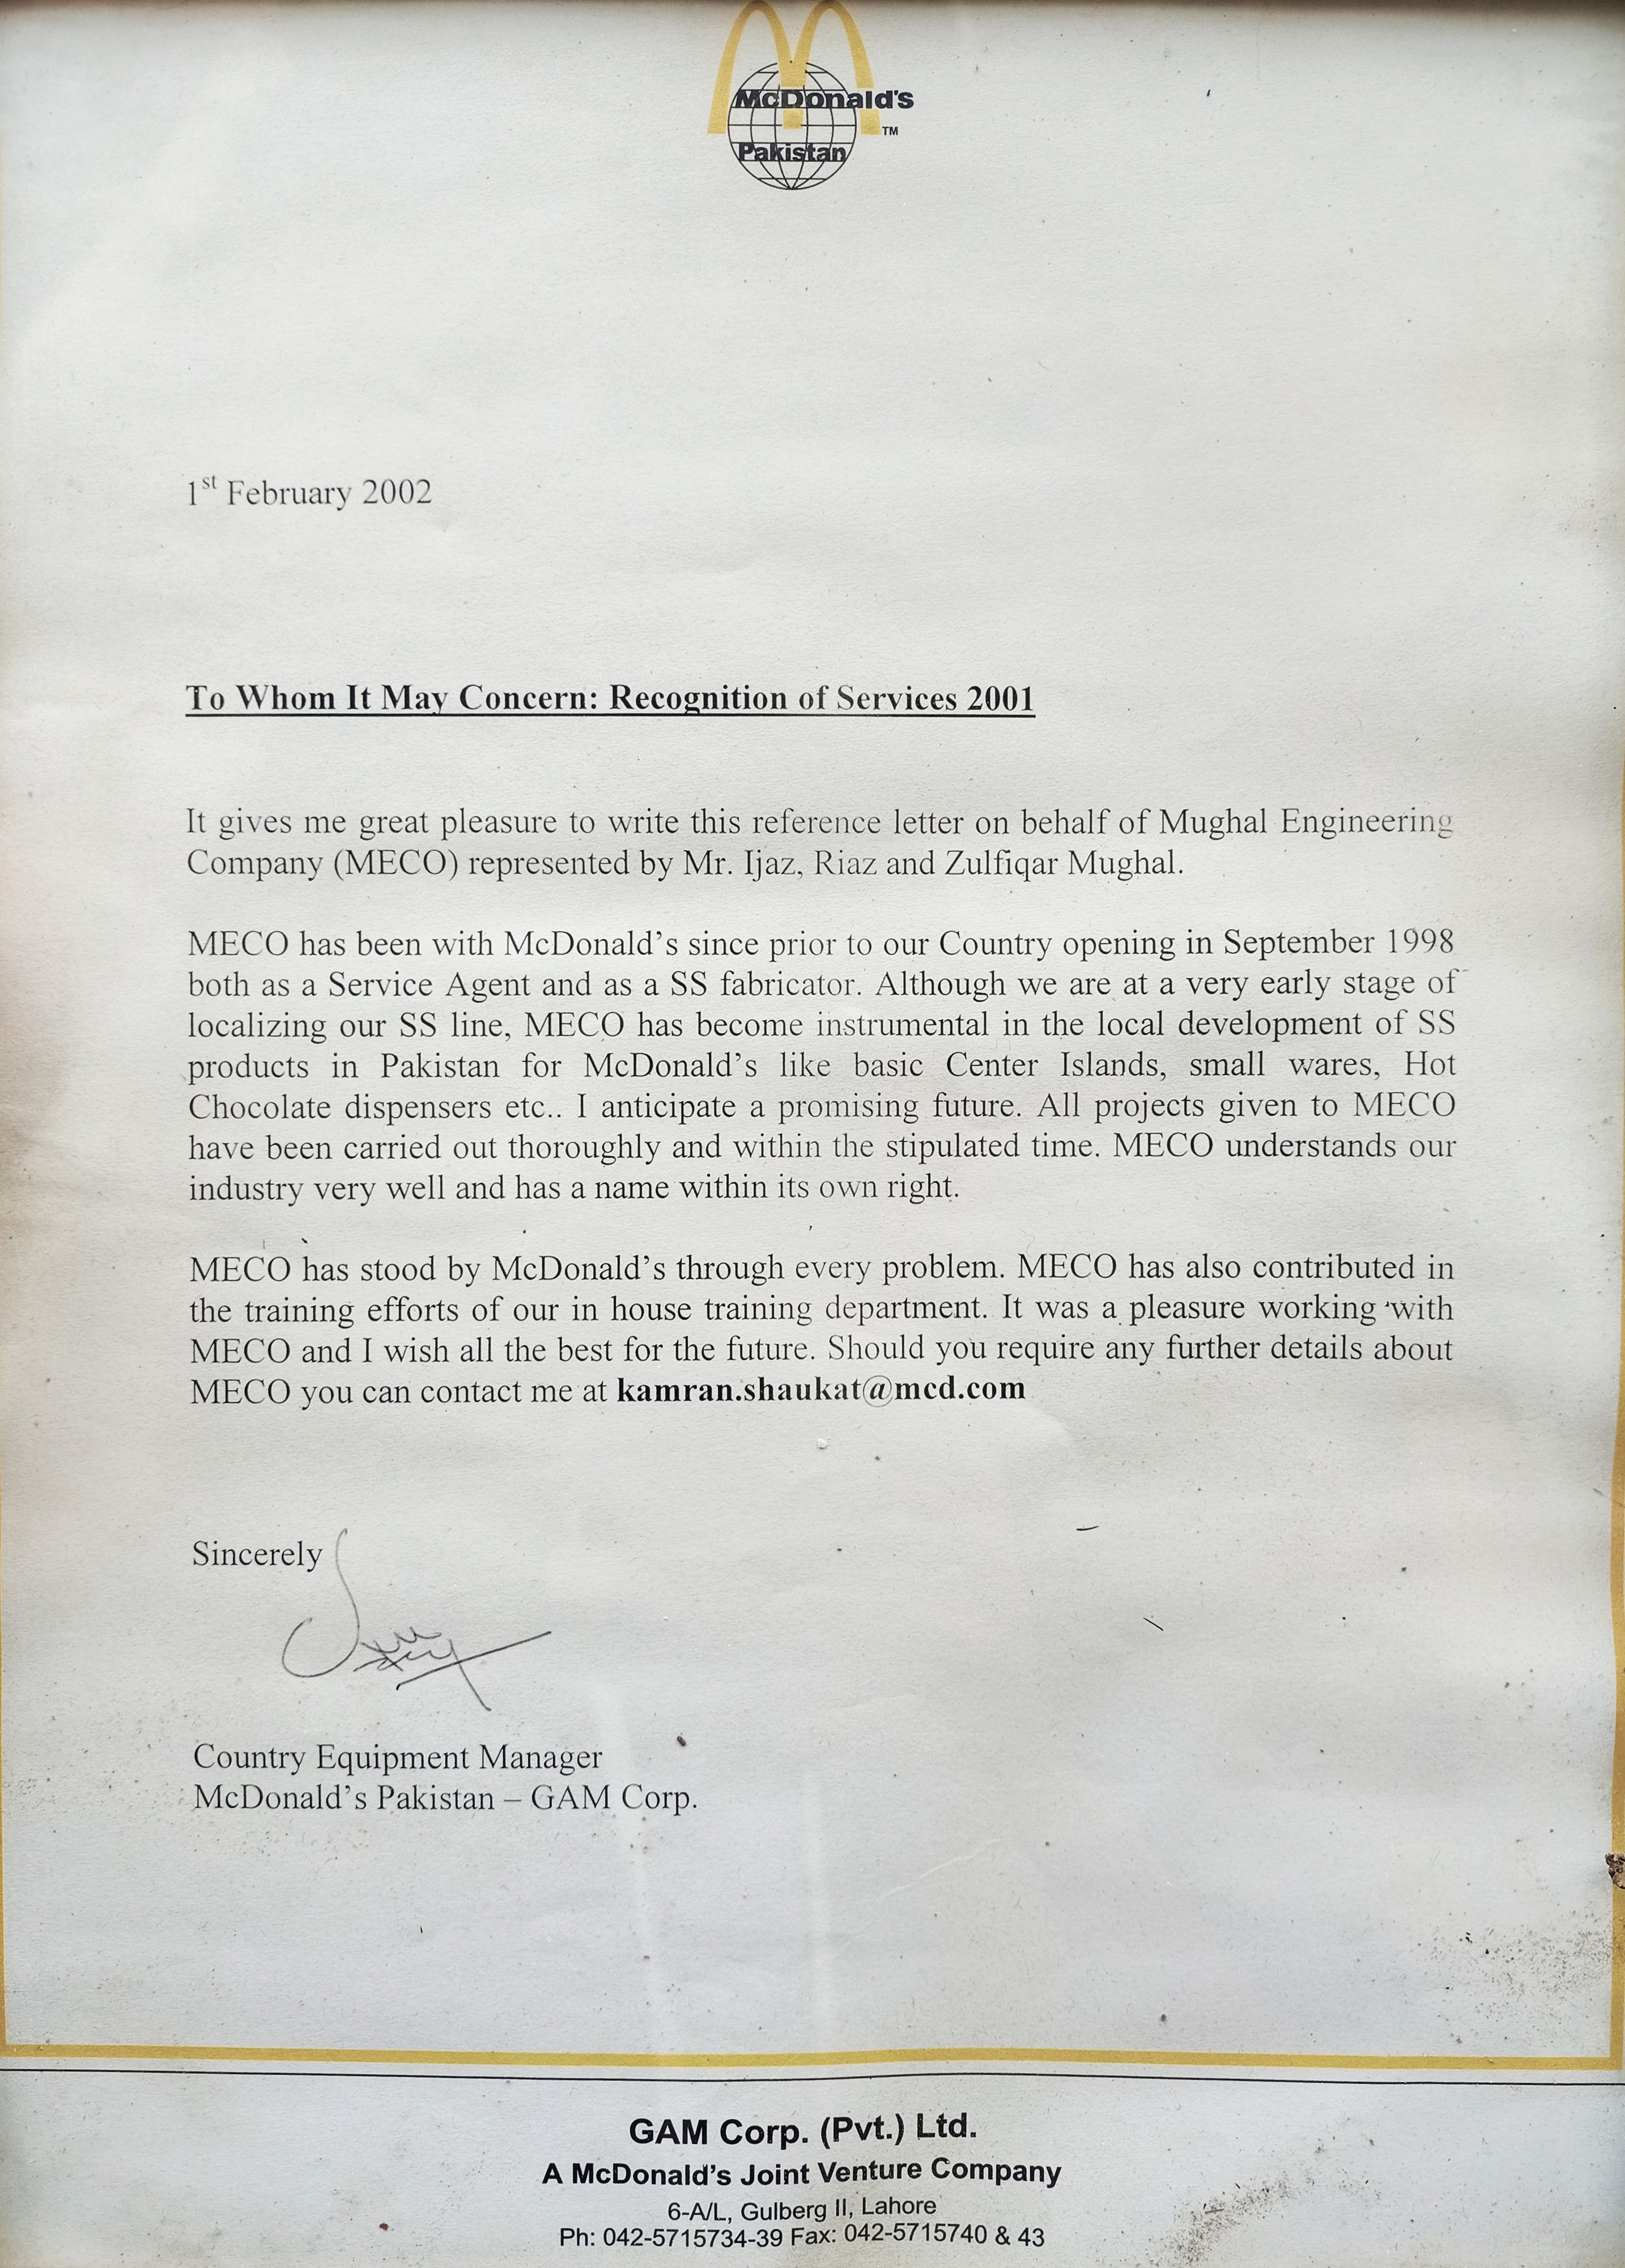 McDonald's
TM
Pakistan
1st February 2002
To Whom It May Concern: Recognition of Services 2001
It gives me great pleasure to write this reference letter on behalf of Mughal Engineering
Company (MECO) represented by Mr. Ijaz, Riaz and Zulfiqar Mughal.
MECO has been with McDonald's since prior to our Country opening in September 1998
both as a Service Agent and as a SS fabricator. Although we are at a very early stage of
localizing our SS line, MECO has become instrumental in the local development of SS
products in Pakistan for McDonald's like basic Center Islands, small wares, Hot
Chocolate dispensers etc.. I anticipate a promising future. All projects given to MECO
have been carried out thoroughly and within the stipulated time. MECO understands our
industry very well and has a name within its own right.
MECO has stood by McDonald's through every problem. MECO has also contributed in
the training efforts of our in house training department. It was a pleasure working with
MECO and I wish all the best for the future. Should you require any further details about
MECO you can contact me at kamran.shaukat@mcd.com
Sincerely
Country Equipment Manager
McDonald's Pakistan – GAM Corp.
GAM Corp. (Pvt.) Ltd.
A McDonald's Joint Venture Company
6-A/L, Gulberg II, Lahore
Ph: 042-5715734-39 Fax: 042-5715740 & 43